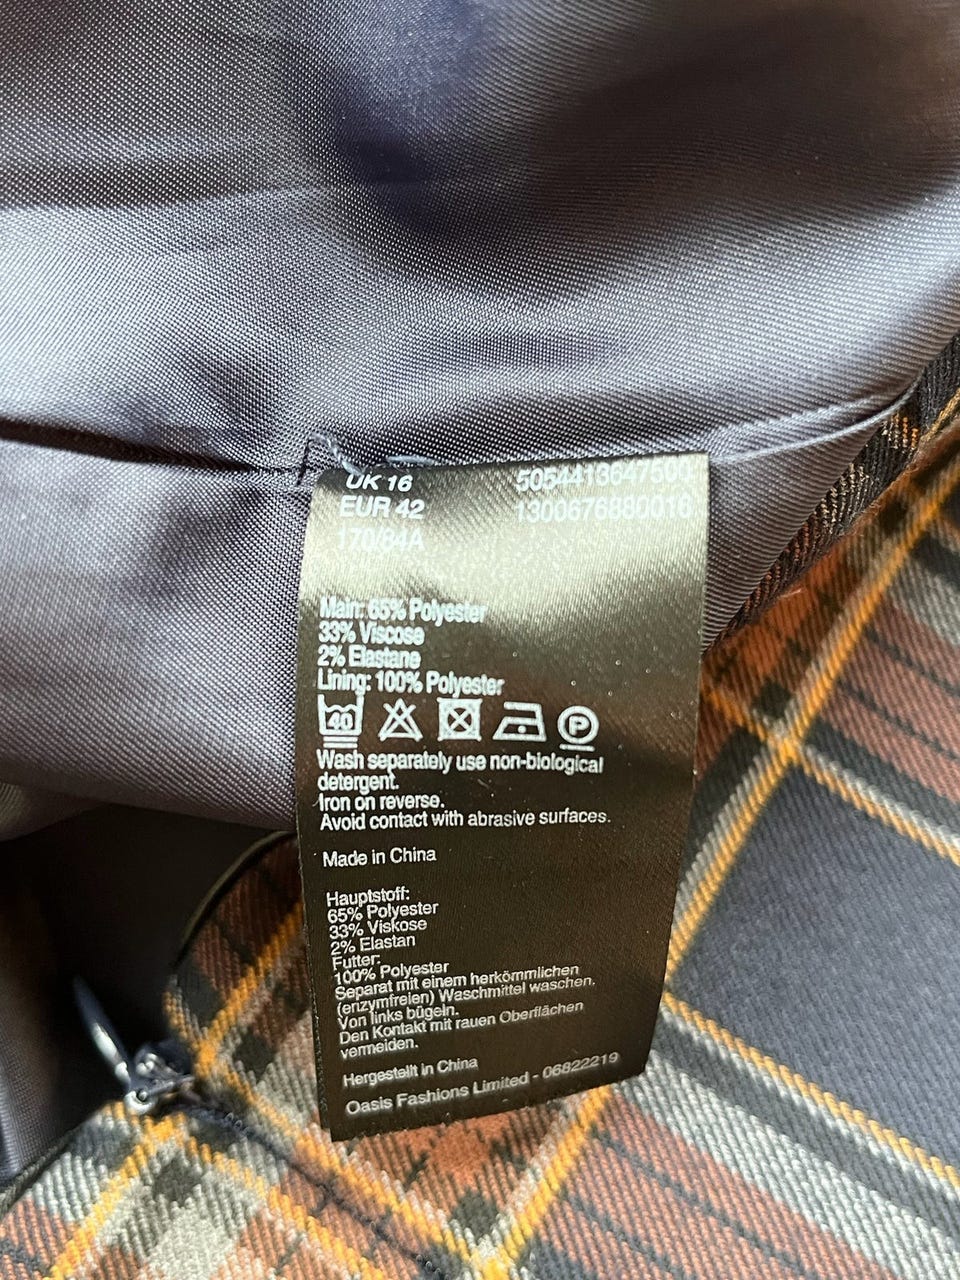 UK 16 5054413647500
EUR 42 1300676880018
170/84A
Main: 65% Polyester
33% Viscose
2% Elastane
Lining: 100% Polyester
40 P
Wash separately use non-biological
detergent.
Iron on reverse.
Avoid contact with abrasive surfaces.
Made in China
Hauptstoff:
65% Polyester
33% Viskose
2% Elastan
Futter:
100% Polyester
Separat mit einem herkömmlichen
(enzymfreien) Waschmittel waschen.
Von links bügeln.
Den Kontakt mit rauen Oberflächen
vermeiden.
Hergestellt in China
Oasis Fashions Limited - 06822219